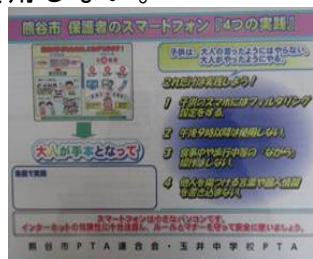 熊谷市 保護者のスマートフォン『4つの実践』
子供は、大人の言ったようにはやらない。
大人がやったようにやる。
これだけは実践しよう!
1 子供のスマホにはフィルタリング
設定をする。
2 午後9時以降は使用しない。
3 食事中や歩行中等の「ながら」
操作はしない。
4 他人を傷つける言葉や個人情報
を書き込まない。
大人が手本となって
スマートフォンは小さなパソコンです。
インターネットの危険性に十分注意し、ルールとマナーを守って安全に使いましょう。
熊谷市PTA連合会・玉井中学校PTA